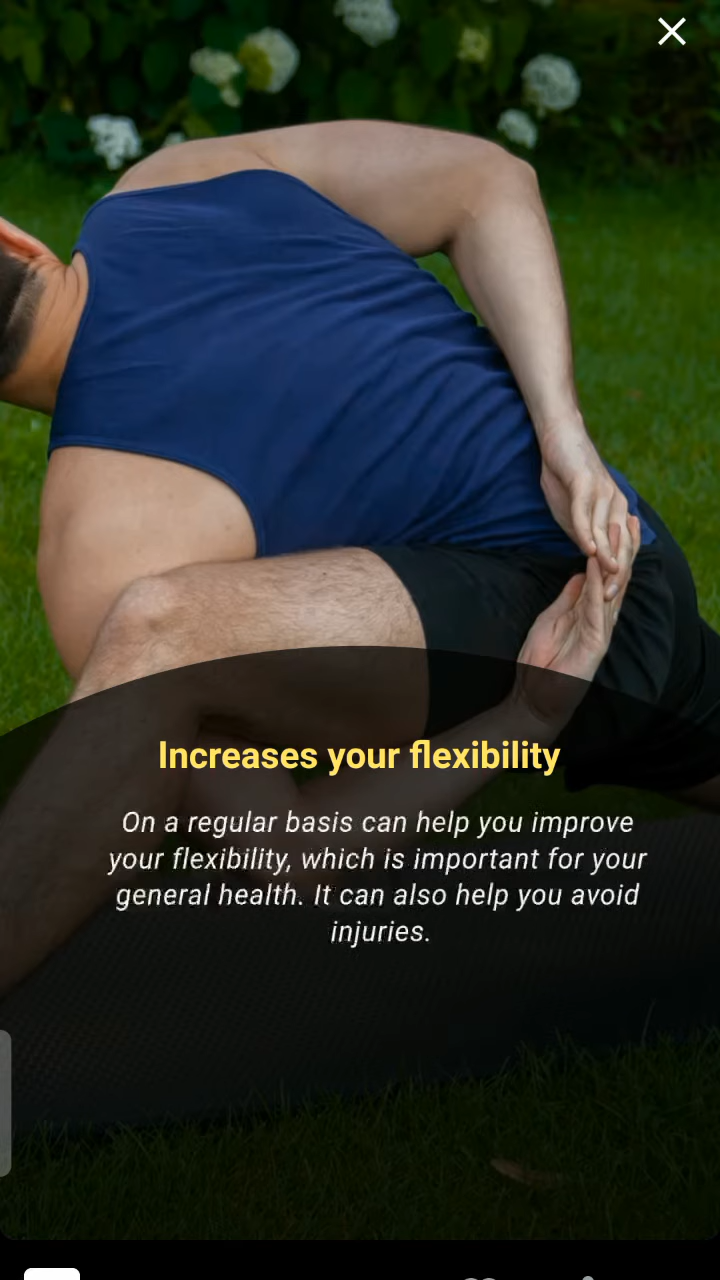 Increases your flexibility
On a regular basis can help you improve
your flexibility, which is important for your
general health. It can also help you avoid
injuries.